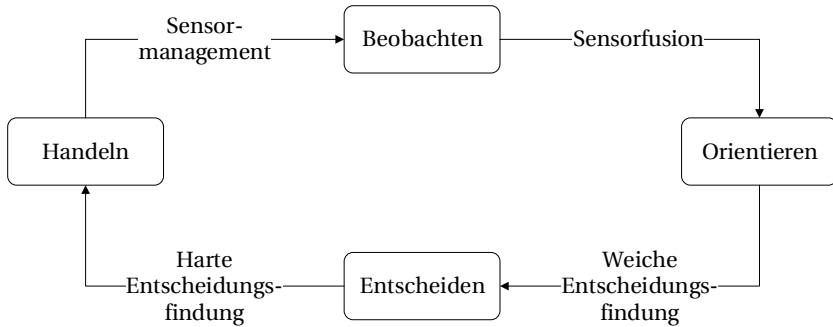 Sensor-
management
Beobachten
Sensorfusion
Handeln
Orientieren
Harte
Entscheidungs-
findung
Entscheiden
Weiche
Entscheidungs-
findung